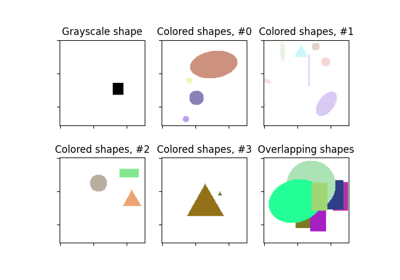 Grayscale shape
Colored shapes, #0
Colored shapes, #1
Colored shapes, #2
Colored shapes, #3
Overlapping shapes